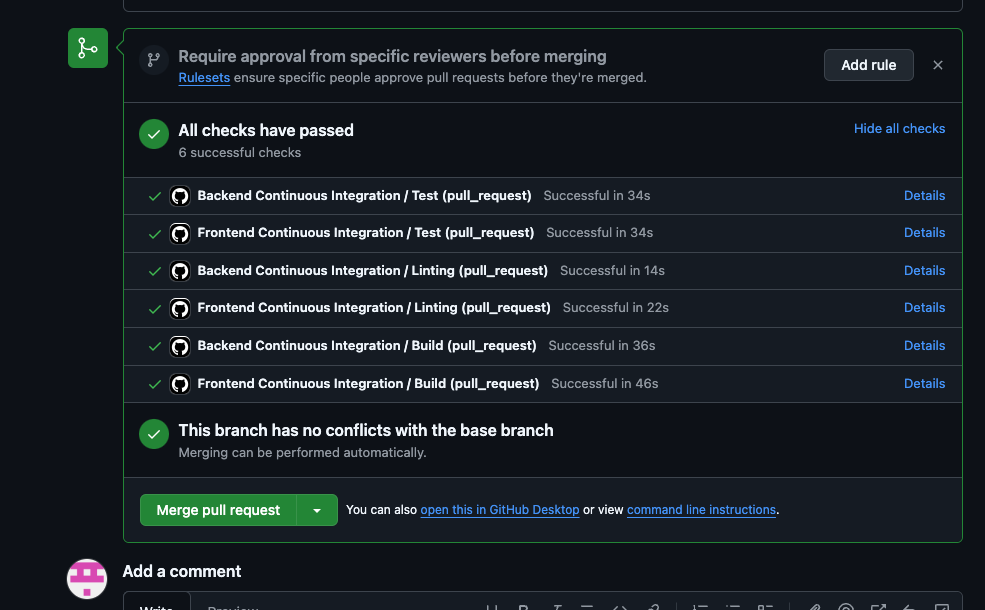 Require approval from specific reviewers before merging
Rulesets ensure specific people approve pull requests before they're merged.
Add rule
All checks have passed
6 successful checks
Hide all checks
Backend Continuous Integration / Test (pull_request) Successful in 34s Details
Frontend Continuous Integration / Test (pull_request) Successful in 34s Details
Backend Continuous Integration / Linting (pull_request) Successful in 14s Details
Frontend Continuous Integration / Linting (pull_request) Successful in 22s Details
Backend Continuous Integration / Build (pull_request) Successful in 36s Details
Frontend Continuous Integration / Build (pull_request) Successful in 46s Details
This branch has no conflicts with the base branch
Merging can be performed automatically.
Merge pull request You can also open this in GitHub Desktop or view command line instructions.
Add a comment
Write Preview